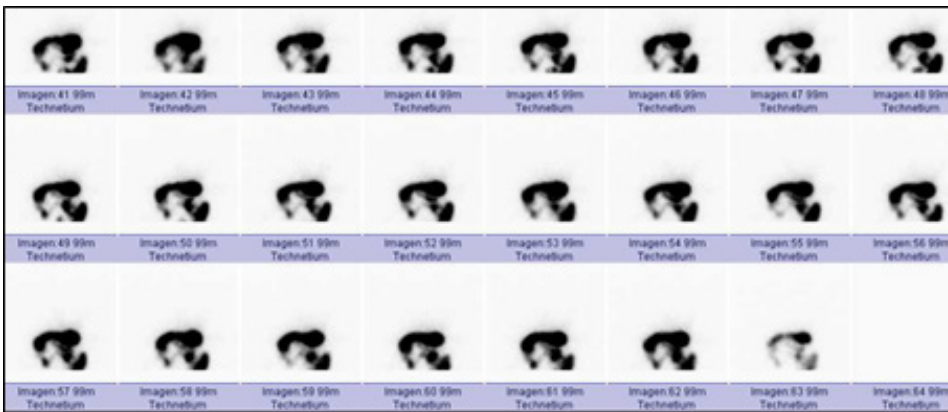 Imagen:41 99m Imagen:42 99m Imagen:43 99m Imagen:44 99m Imagen:45 99m Imagen:46 99m Imagen:47 99m Imagen:48 99m
Technetium Technetium Technetium Technetium Technetium Technetium Technetium Technetium
Imagen:49 99m Imagen:50 99m Imagen:51 99m Imagen:52 99m Imagen:53 99m Imagen:54 99m Imagen:55 99m Imagen:56 99m
Technetium Technetium Technetium Technetium Technetium Technetium Technetium Technetium
Imagen:57 99m Imagen:58 99m Imagen:59 99m Imagen:60 99m Imagen:61 99m Imagen:62 99m Imagen:63 99m Imagen:64 99m
Technetium Technetium Technetium Technetium Technetium Technetium Technetium Technetium